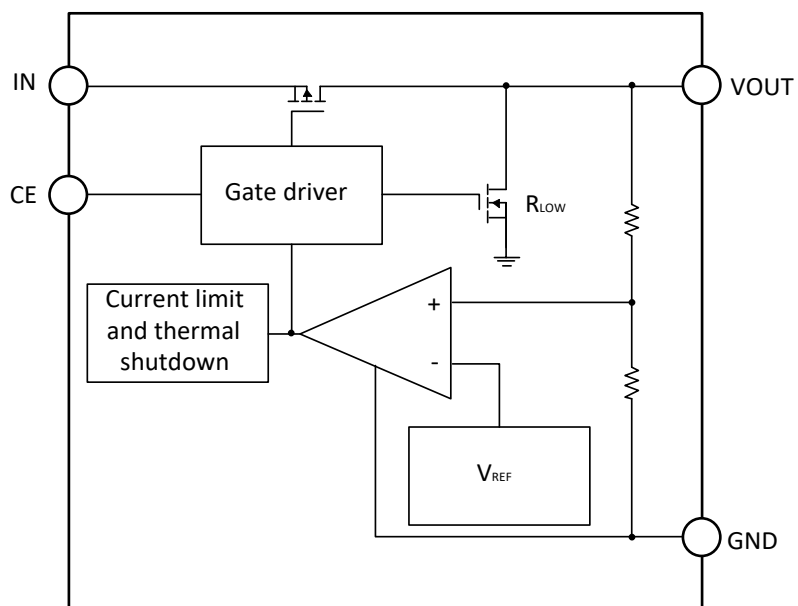 IN
VOUT
CE
Gate driver
RLOW
Current limit
and thermal
shutdown
+
-
VREF
GND